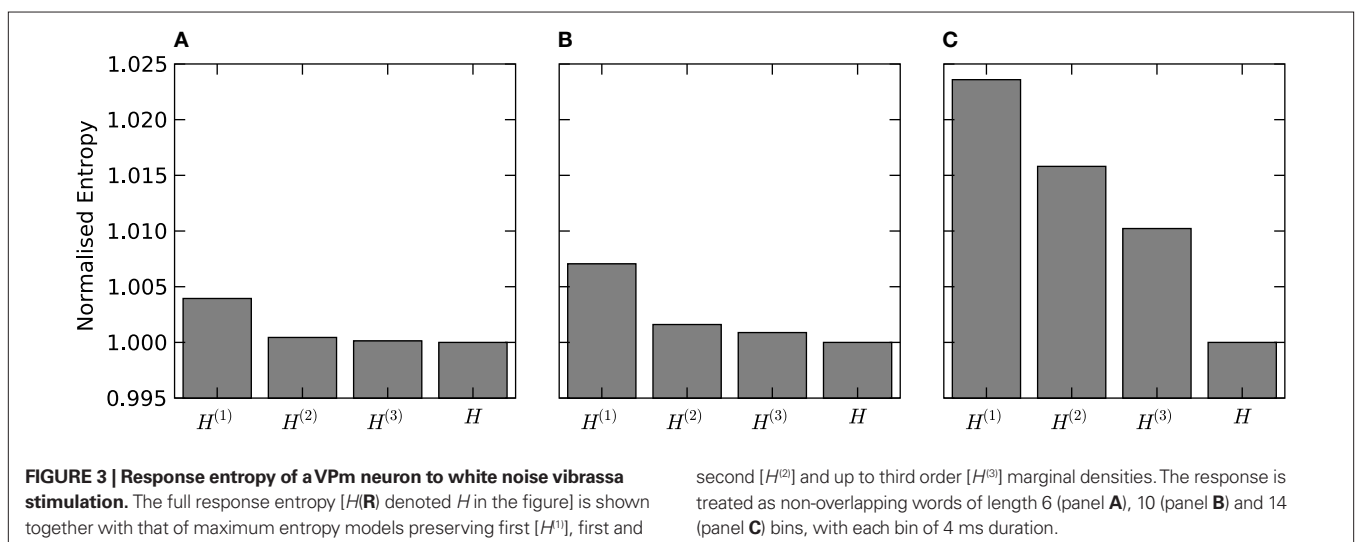 A
B
C
Normalised Entropy
1.025
1.020
1.015
1.010
1.005
1.000
0.995
H(1) H(2) H(3) H
H(1) H(2) H(3) H
H(1) H(2) H(3) H
FIGURE 3 | Response entropy of a VPm neuron to white noise vibrassa
stimulation. The full response entropy [H(R) denoted H in the figure] is shown
together with that of maximum entropy models preserving first [H(1)], first and
second [H(2)] and up to third order [H(3)] marginal densities. The response is
treated as non-overlapping words of length 6 (panel A), 10 (panel B) and 14
(panel C) bins, with each bin of 4 ms duration.